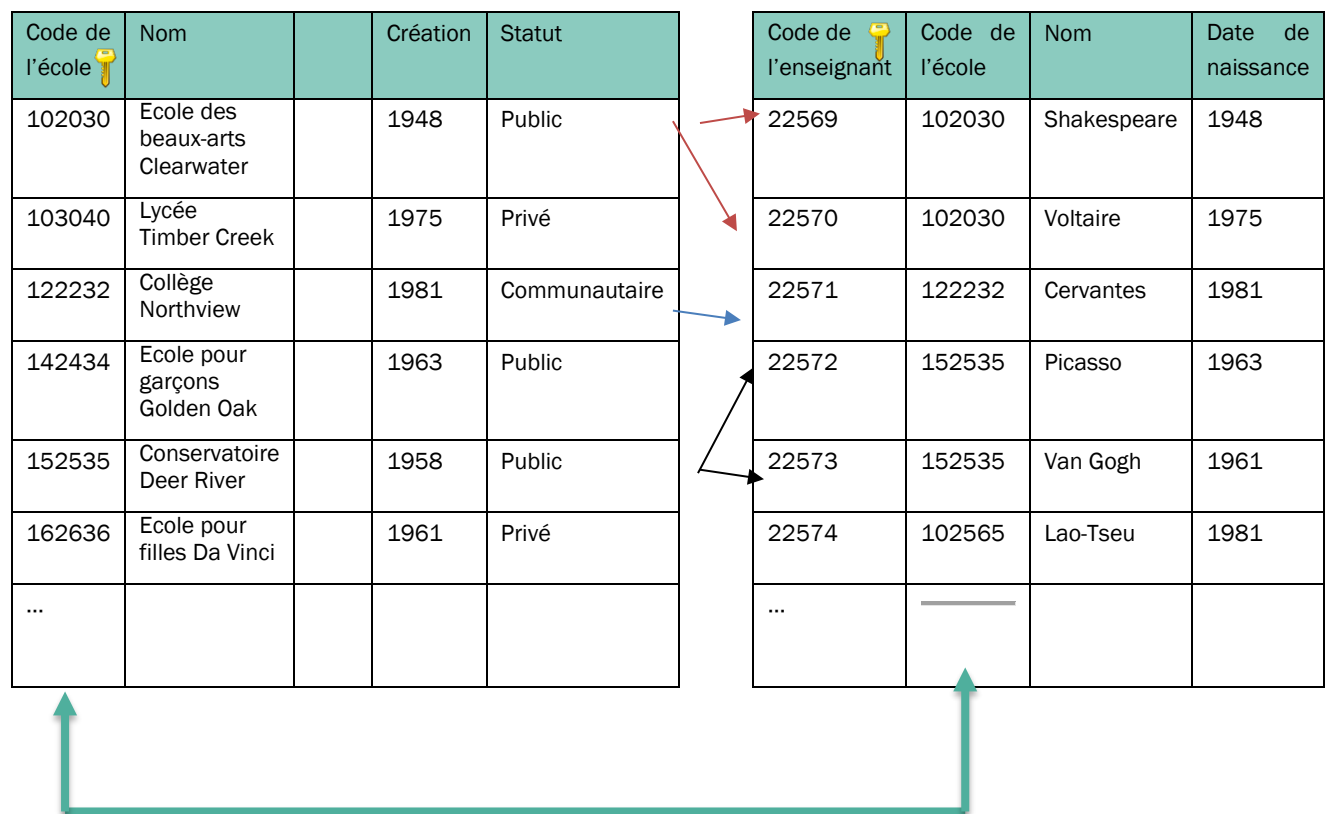 Code de
l'école
Nom
Création
Statut
102030
Ecole des
beaux-arts
Clearwater
1948
Public
103040
Lycée
Timber Creek
1975
Privé
122232
Collège
Northview
1981
Communautaire
142434
Ecole pour
garçons
Golden Oak
1963
Public
152535
Conservatoire
Deer River
1958
Public
162636
Ecole pour
filles Da Vinci
1961
Privé
...
Code de
l'enseignant
Code de
l'école
Nom
Date de
naissance
22569
102030
Shakespeare
1948
22570
102030
Voltaire
1975
22571
122232
Cervantes
1981
22572
152535
Picasso
1963
22573
152535
Van Gogh
1961
22574
102565
Lao-Tseu
1981
...